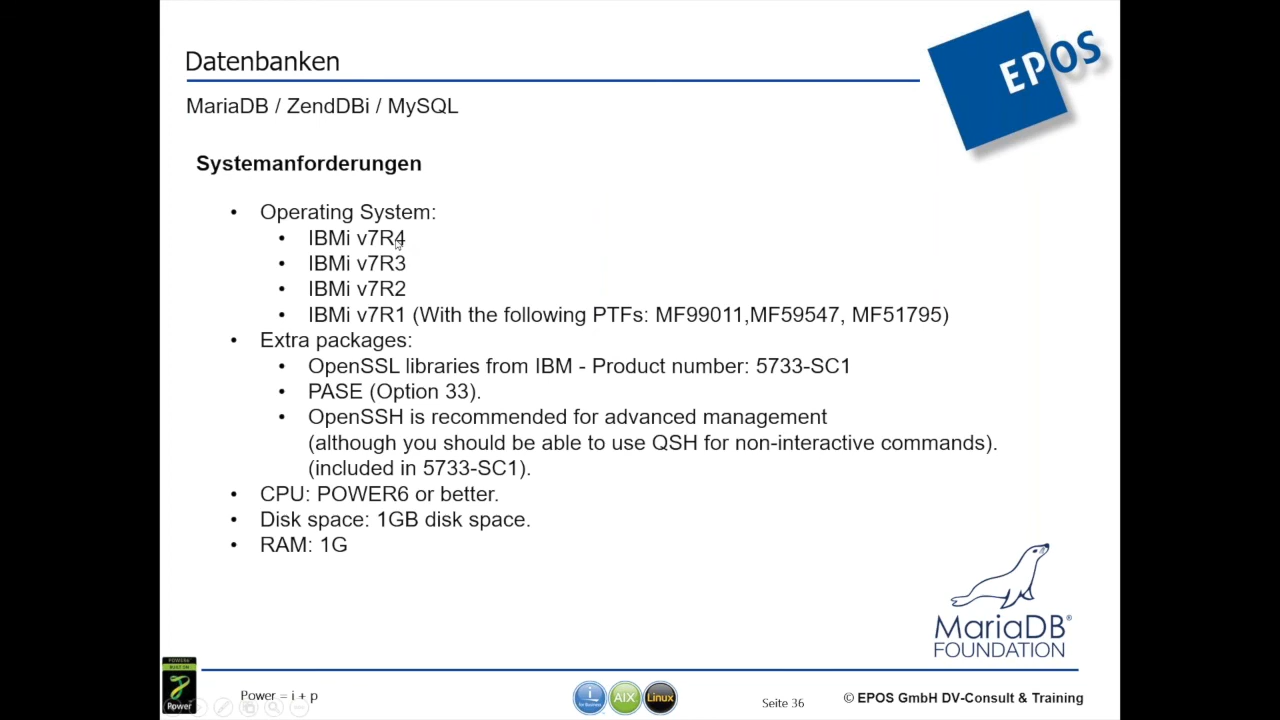 Datenbanken
EPOS
MariaDB / ZendDBi / MySQL
Systemanforderungen
• Operating System:
• IBMi v7R4
• IBMi v7R3
• IBMi v7R2
• IBMi v7R1 (With the following PTFs: MF99011,MF59547, MF51795)
• Extra packages:
• OpenSSL libraries from IBM - Product number: 5733-SC1
• PASE (Option 33).
• OpenSSH is recommended for advanced management
(although you should be able to use QSH for non-interactive commands).
(included in 5733-SC1).
• CPU: POWER6 or better.
• Disk space: 1GB disk space.
• RAM: 1G
MariaDB®
FOUNDATION
Power
Power = i + p
i
for Business
AIX
Linux
Seite 36
© EPOS GmbH DV-Consult & Training